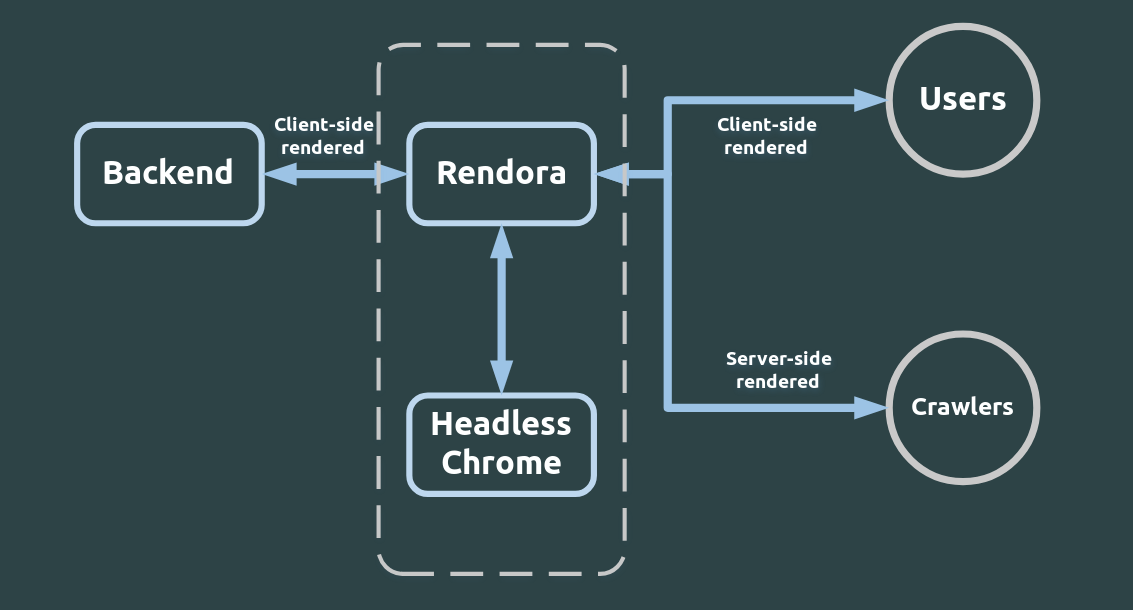 Backend
Client-side
rendered
Rendora
Headless
Chrome
Client-side
rendered
Users
Server-side
rendered
Crawlers